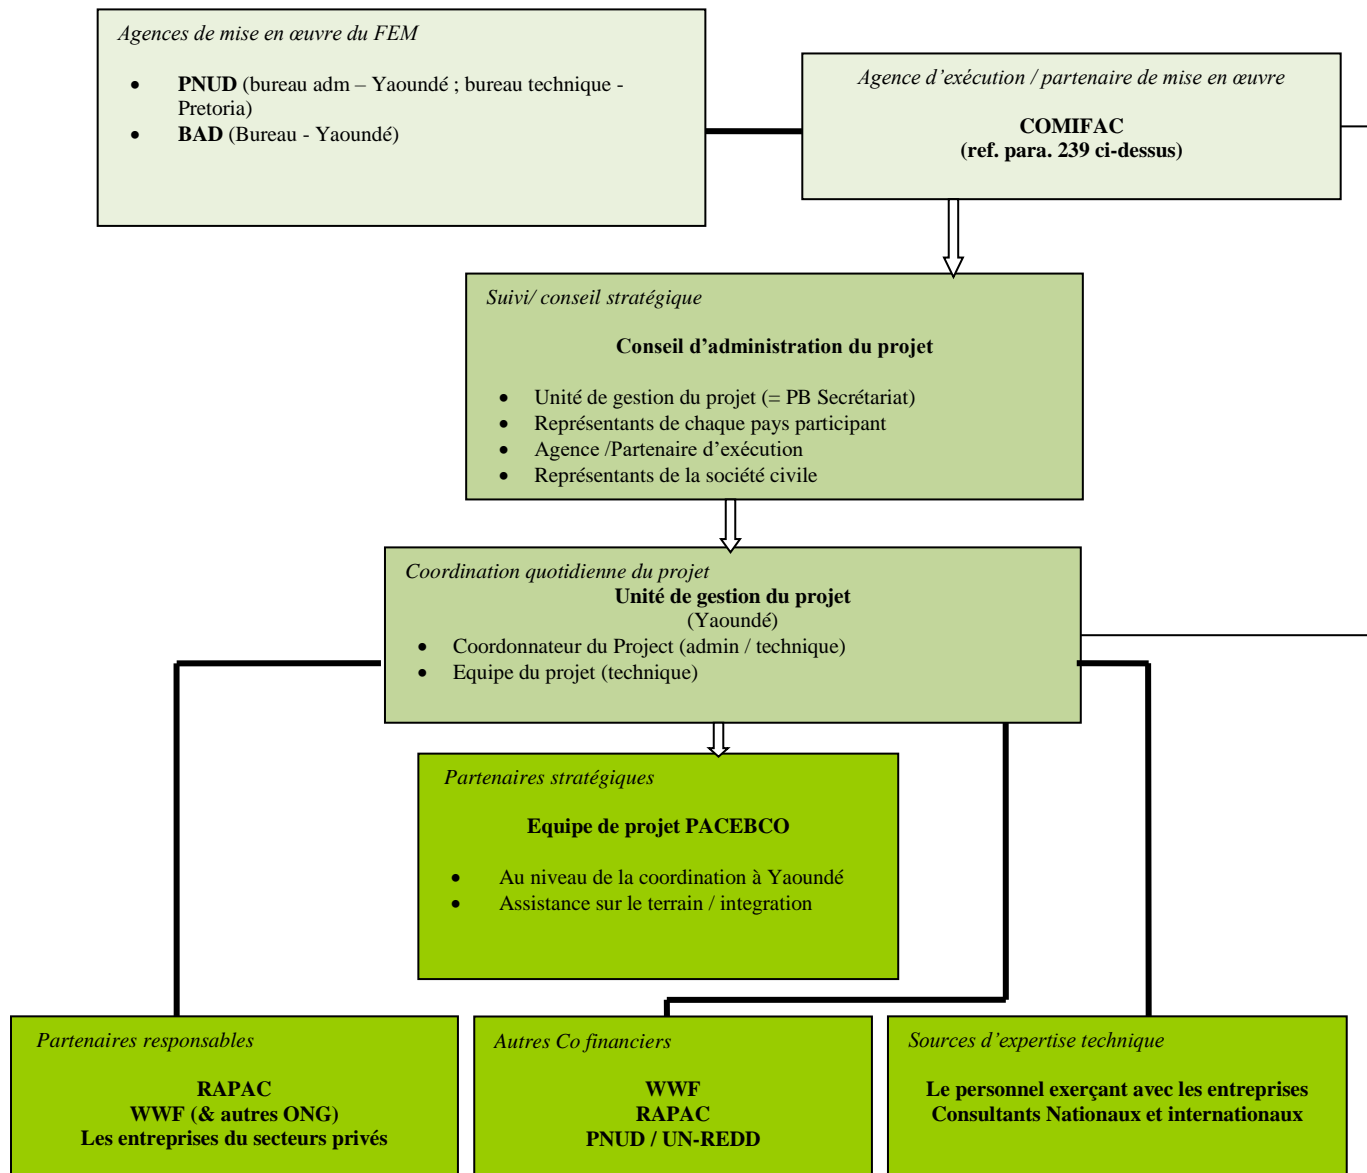 Agences de mise en œuvre du FEM
• PNUD (bureau adm – Yaoundé ; bureau technique -
Pretoria)
• BAD (Bureau - Yaoundé)
Agence d’exécution / partenaire de mise en œuvre
COMIFAC
(ref. para. 239 ci-dessus)
Suivi/ conseil stratégique
Conseil d’administration du projet
• Unité de gestion du projet (= PB Secrétariat)
• Représentants de chaque pays participant
• Agence /Partenaire d’exécution
• Représentants de la société civile
Coordination quotidienne du projet
Unité de gestion du projet
(Yaoundé)
• Coordonnateur du Project (admin / technique)
• Equipe du projet (technique)
Partenaires stratégiques
Equipe de projet PACEBCO
• Au niveau de la coordination à Yaoundé
• Assistance sur le terrain / integration
Partenaires responsables
RAPAC
WWF (& autres ONG)
Les entreprises du secteurs privés
Autres Co financiers
WWF
RAPAC
PNUD / UN-REDD
Sources d’expertise technique
Le personnel exerçant avec les entreprises
Consultants Nationaux et internationaux